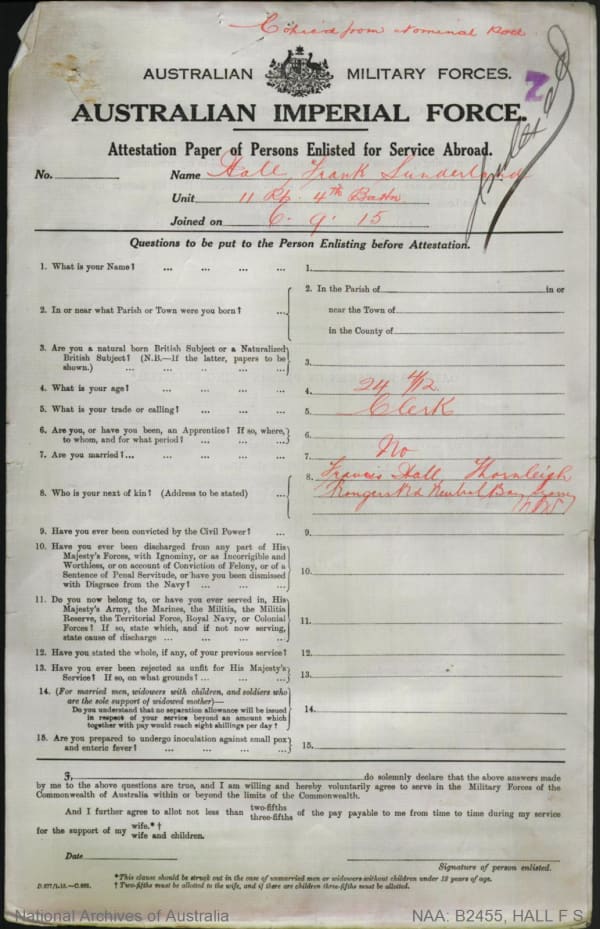 Copied from Nominal Roll
AUSTRALIAN MILITARY FORCES.
AUSTRALIAN IMPERIAL FORCE.
Z
Indexed
Attestation Paper of Persons Enlisted for Service Abroad.
No. Name Hall, Frank Sunderland
Unit 11 Rp. 4th Battn
Joined on 6. 9. 15
Questions to be put to the Person Enlisting before Attestation.
1. What is your Name? ... ... ... ... 1.
2. In or near what Parish or Town were you born? ... 2. In the Parish of in or
near the Town of
in the County of
3. Are you a natural born British Subject or a Naturalized
British Subject? (N.B.—If the latter, papers to be
shown.) ... ... ... ... ... 3.
4. What is your age? ... ... ... ... 4. 24 4/12
5. What is your trade or calling? ... ... ... 5. Clerk
6. Are you, or have you been, an Apprentice? If so, where,
to whom, and for what period? ... ... ... 6.
7. Are you married?... ... ... ... ... 7. No
8. Who is your next of kin? (Address to be stated) ... 8. Francis Hall Thornleigh
Rd Neutral Bay
NSW
9. Have you ever been convicted by the Civil Power? ... 9.
10. Have you ever been discharged from any part of His
Majesty's Forces, with Ignominy, or as Incorrigible and
Worthless, or on account of Conviction of Felony, or of a
Sentence of Penal Servitude, or have you been dismissed
with Disgrace from the Navy? ... ... ... 10.
11. Do you now belong to, or have you ever served in, His
Majesty's Army, the Marines, the Militia, the Militia
Reserve, the Territorial Force, Royal Navy, or Colonial
Forces? If so, state which, and if not now serving,
state cause of discharge ... ... ... ... 11.
12. Have you stated the whole, if any, of your previous service? 12.
13. Have you ever been rejected as unfit for His Majesty's
Service? If so, on what grounds? ... ... ... 13.
14. (For married men, widowers with children, and soldiers who
are the sole support of widowed mother)—
Do you understand that no separation allowance will be issued
in respect of your service beyond an amount which
together with pay would reach eight shillings per day? 14.
15. Are you prepared to undergo inoculation against small pox
and enteric fever? ... ... ... ... 15.
I, do solemnly declare that the above answers made
by me to the above questions are true, and I am willing and hereby voluntarily agree to serve in the Military Forces of the
Commonwealth of Australia within or beyond the limits of the Commonwealth.
And I further agree to allot not less than two-fifths three-fifths of the pay payable to me from time to time during my service
for the support of my wife.*† wife and children.
Date
Signature of person enlisted.
*This clause should be struck out in the case of unmarried men or widowers without children under 18 years of age.
† Two-fifths must be allotted to the wife, and if there are children three-fifths must be allotted.
National Archives of Australia
NAA: B2455, HALL F S